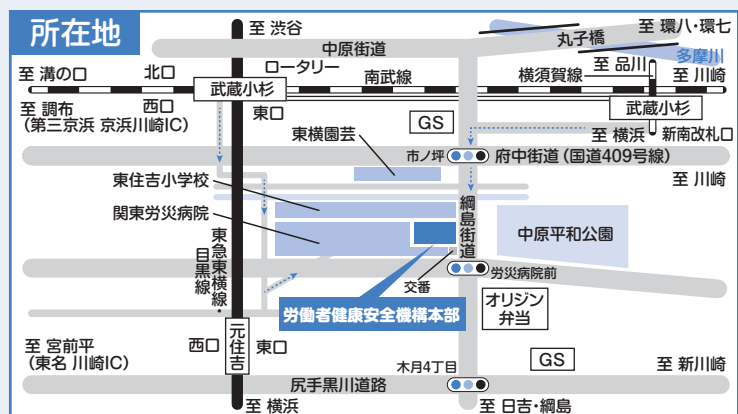 所在地
至 渋谷
中原街道
丸子橋
至 環八・環七
多摩川
至 溝の口
北口
ロータリー
南武線
横須賀線
至 品川
至 川崎
武蔵小杉
武蔵小杉
至 調布
(第三京浜 京浜川崎IC)
西口
東口
GS
至 横浜
新南改札口
東横園芸
市ノ坪
府中街道(国道409号線)
東住吉小学校
至 川崎
関東労災病院
綱島街道
中原平和公園
東急東横線・
目黒線
交番
労災病院前
労働者健康安全機構本部
オリジン
弁当
元住吉
至 宮前平
(東名 川崎IC)
西口
東口
木月4丁目
GS
至 新川崎
尻手黒川道路
至 横浜
至 日吉・綱島